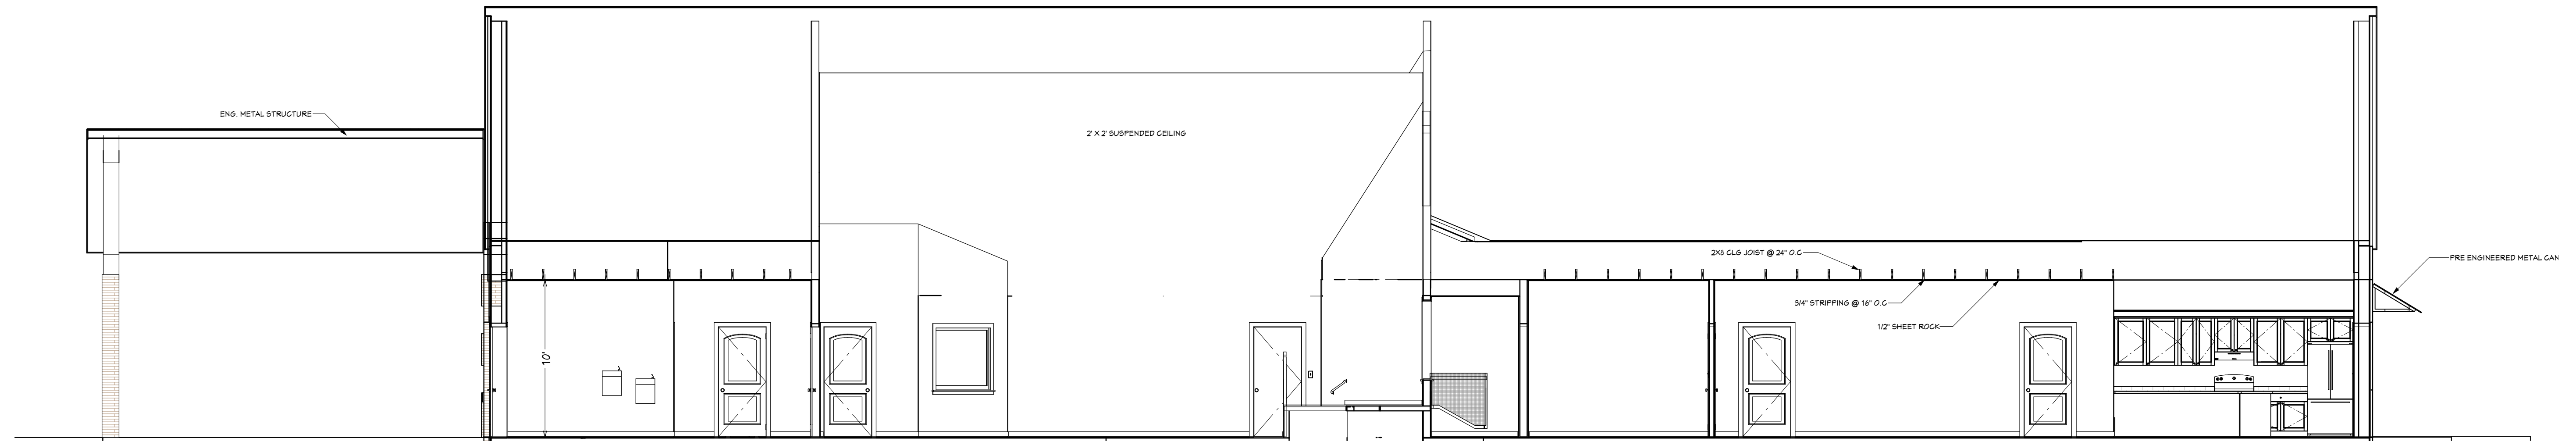 ENG. METAL STRUCTURE
2' X 2' SUSPENDED CEILING
2X8 CLG JOIST @ 24" O.C
PRE ENGINEERED METAL CAN
3/4" STRIPPING @ 16" O.C
1/2" SHEET ROCK
10'